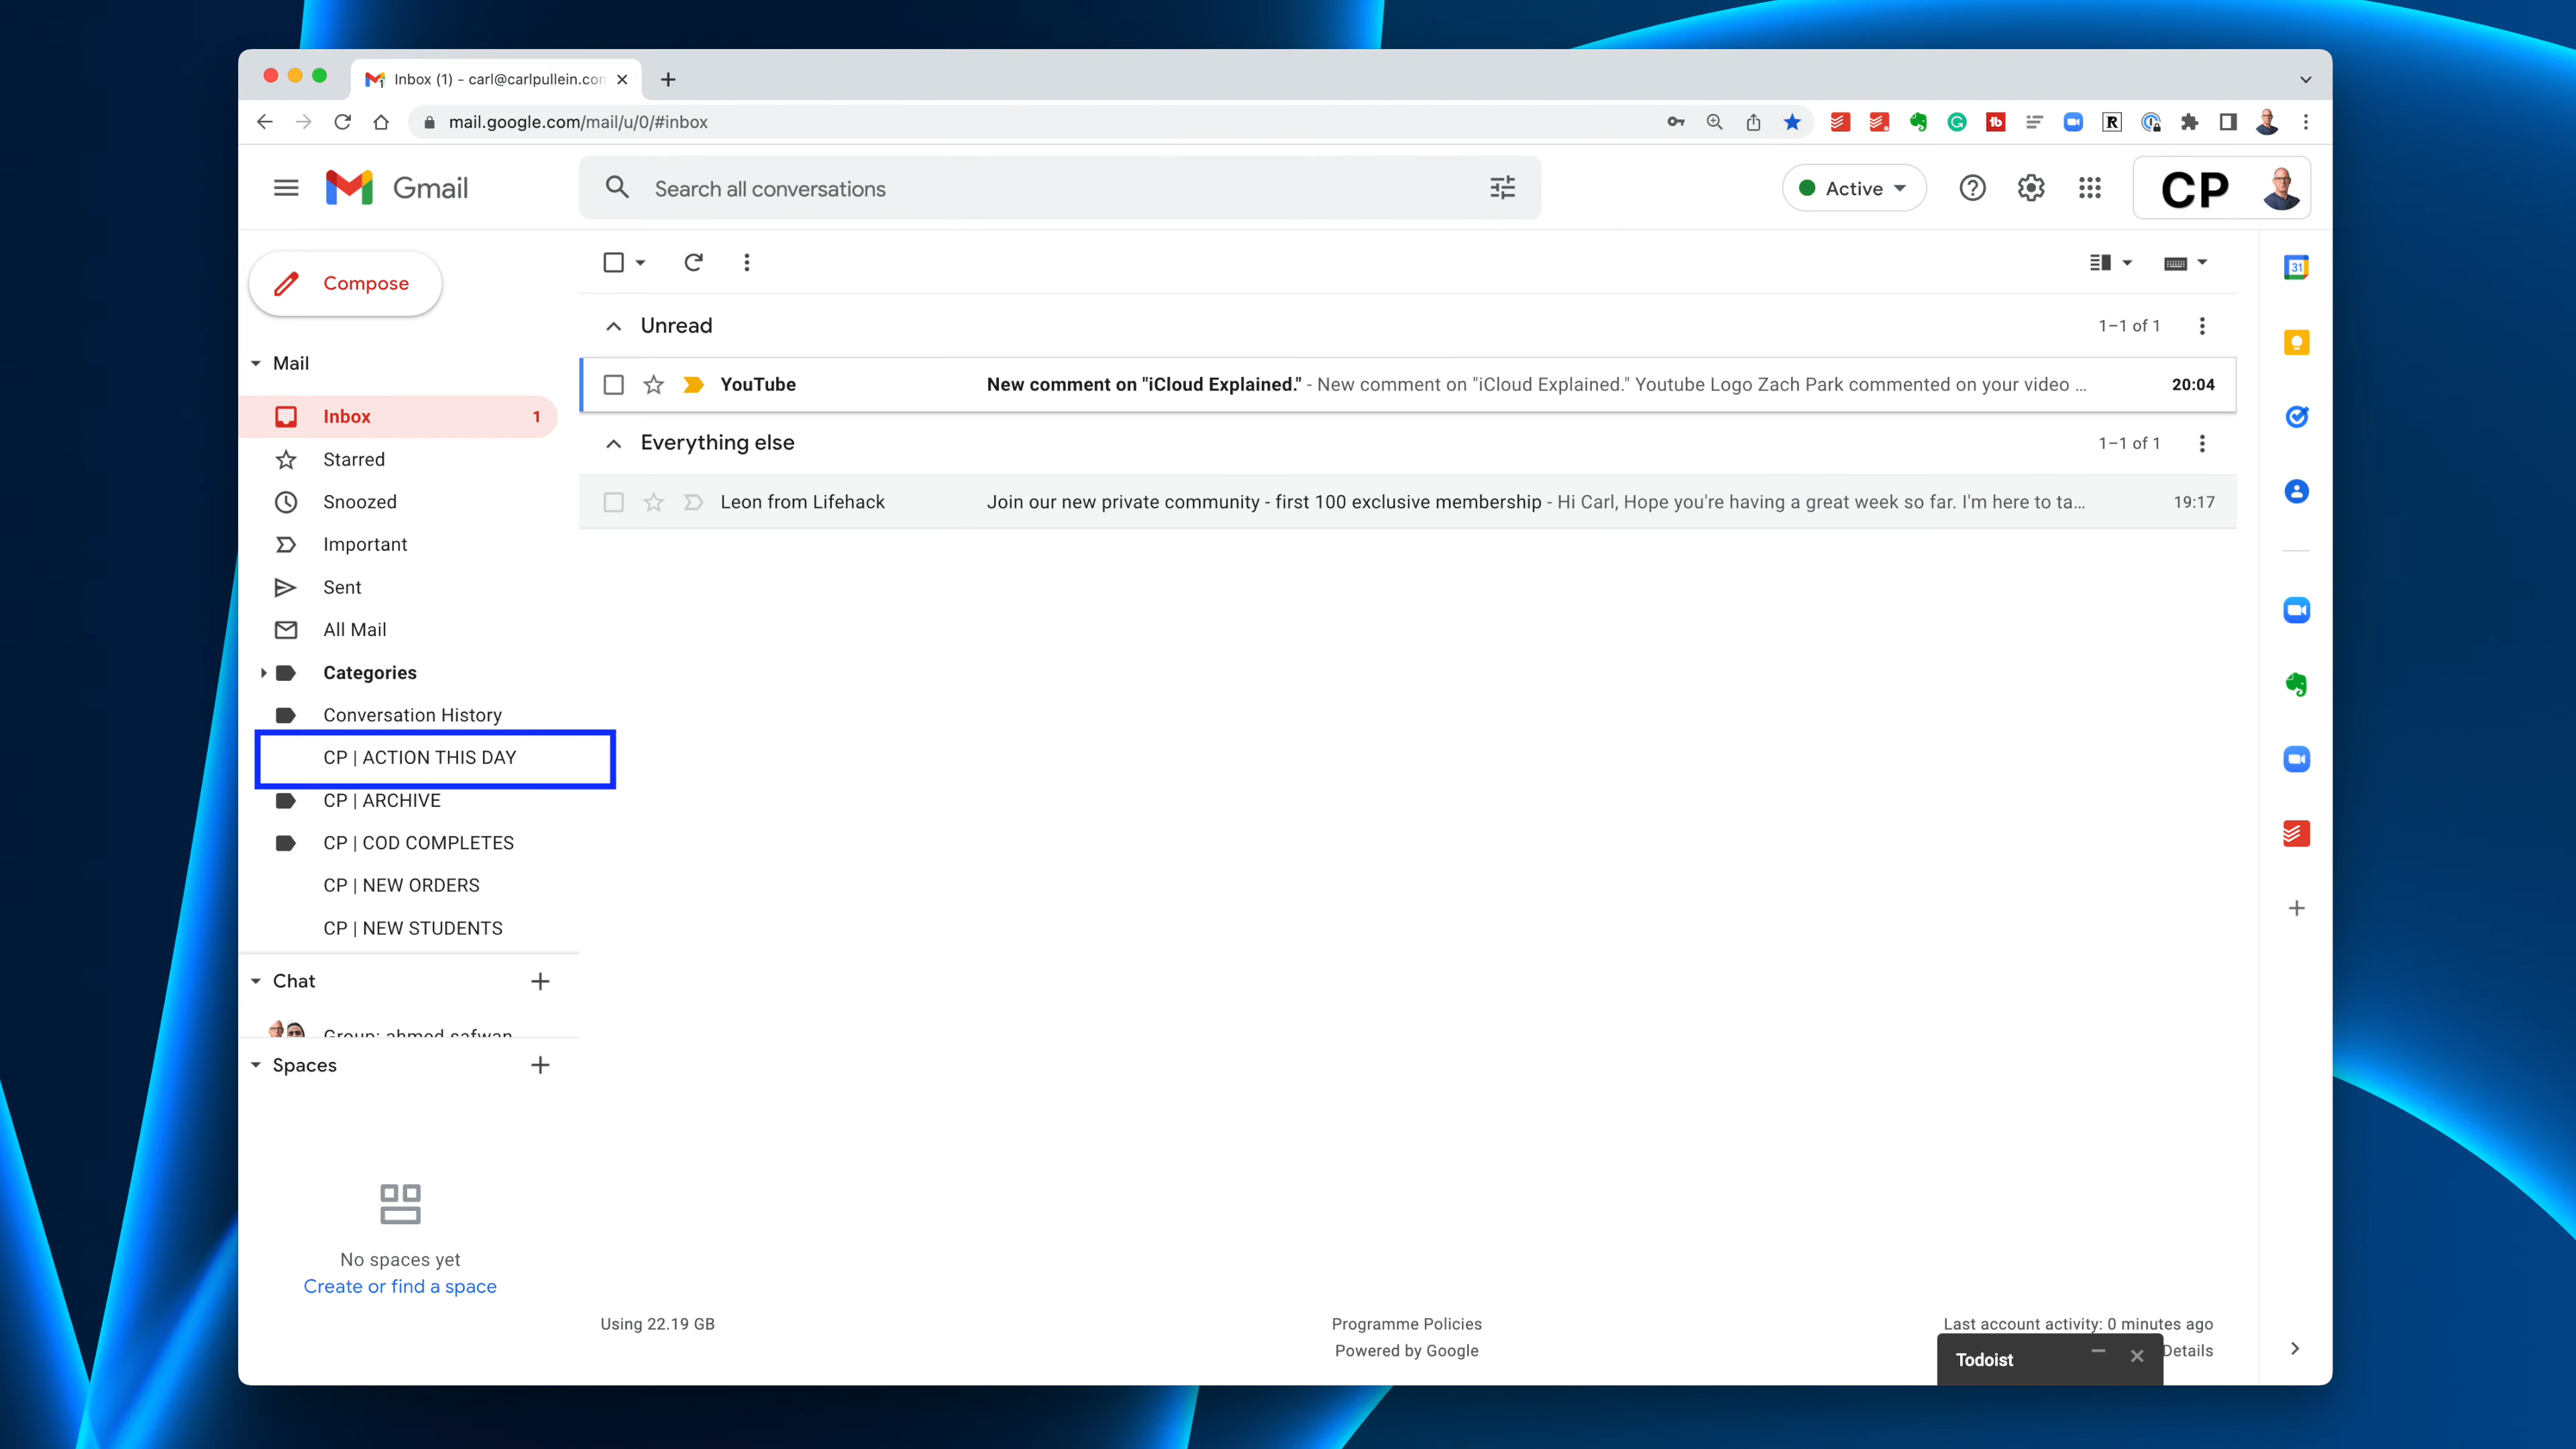 Inbox (1) - carl@carlpullein.con
mail.google.com/mail/u/0/#inbox
Gmail
Search all conversations
Active
CP
Compose
Mail
Inbox 1
Starred
Snoozed
Important
Sent
All Mail
Categories
Conversation History
CP | ACTION THIS DAY
CP | ARCHIVE
CP | COD COMPLETES
CP | NEW ORDERS
CP | NEW STUDENTS
Chat
Group: ahmed safwan
Spaces
No spaces yet
Create or find a space
Unread 1–1 of 1
YouTube New comment on "iCloud Explained." - New comment on "iCloud Explained." Youtube Logo Zach Park commented on your video ... 20:04
Everything else 1–1 of 1
Leon from Lifehack Join our new private community - first 100 exclusive membership - Hi Carl, Hope you're having a great week so far. I'm here to ta... 19:17
31
Using 22.19 GB
Programme Policies
Powered by Google
Last account activity: 0 minutes ago
Details
Todoist